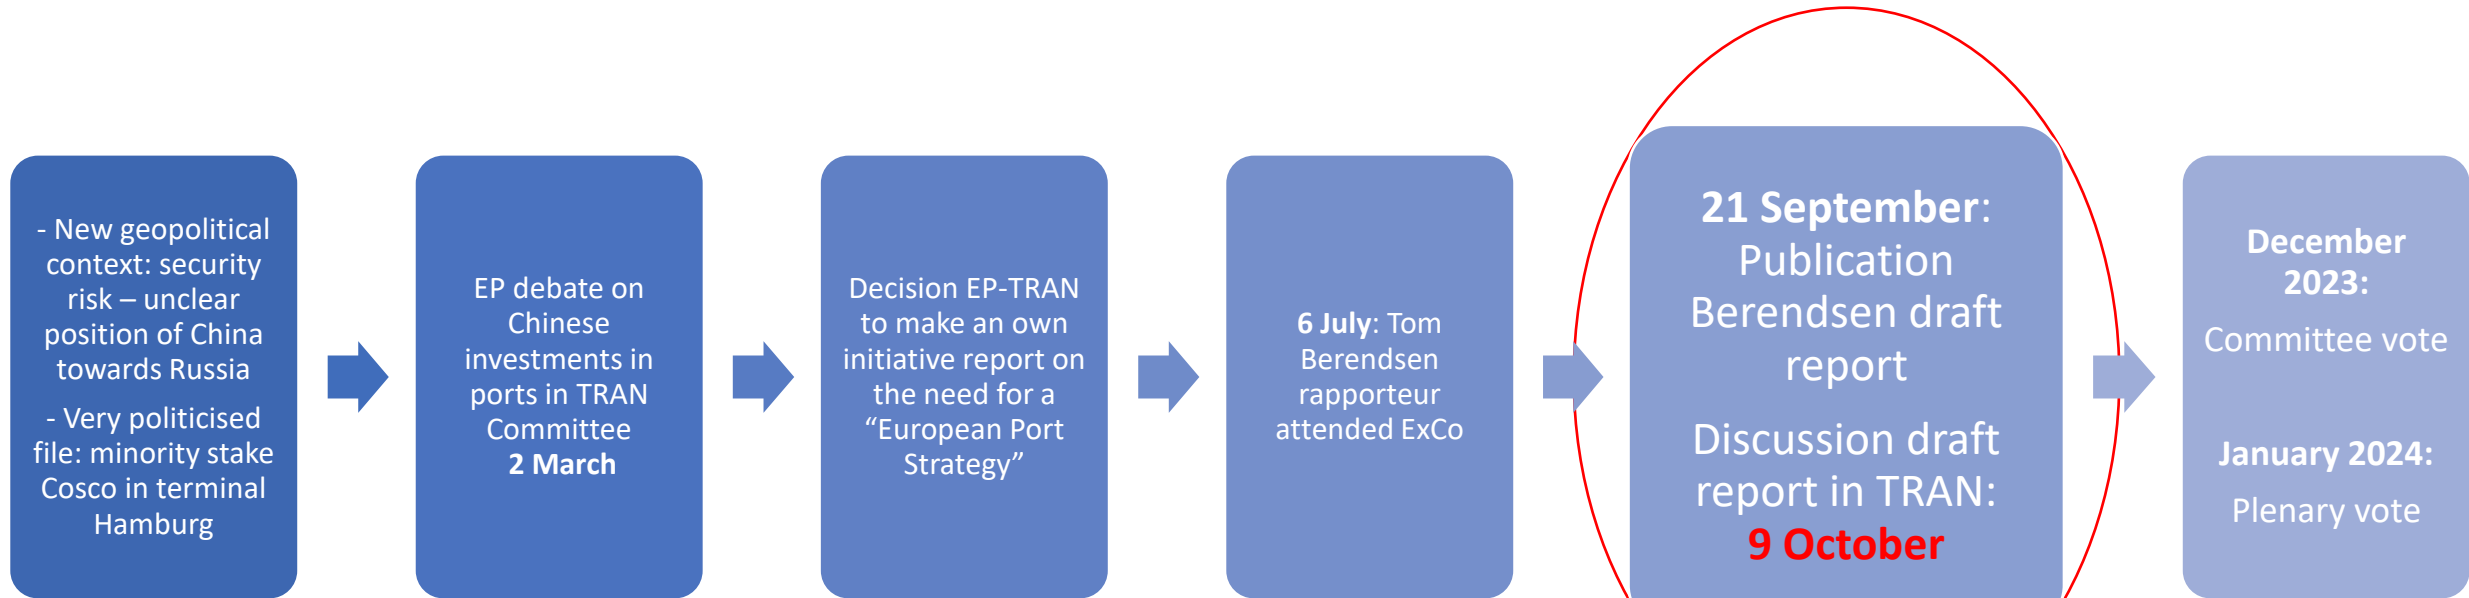 - New geopolitical
context: security
risk – unclear
position of China
towards Russia
- Very politicised
file: minority stake
Cosco in terminal
Hamburg
EP debate on
Chinese
investments in
ports in TRAN
Committee
2 March
Decision EP-TRAN
to make an own
initiative report on
the need for a
“European Port
Strategy”
6 July: Tom
Berendsen
rapporteur
attended ExCo
21 September:
Publication
Berendsen draft
report
Discussion draft
report in TRAN:
9 October
December
2023:
Committee vote
January 2024:
Plenary vote